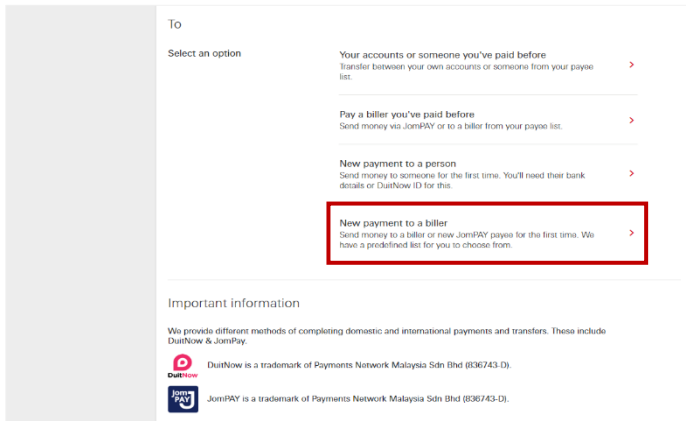 To
Select an option
Your accounts or someone you've paid before
Transfer between your own accounts or someone from your payee
list.
Pay a biller you've paid before
Send money via JomPAY or to a biller from your payee list.
New payment to a person
Send money to someone for the first time. You'll need their bank
details or DuitNow ID for this.
New payment to a biller
Send money to a biller or new JomPAY payee for the first time. We
have a predefined list for you to choose from.
Important information
We provide different methods of completing domestic and international payments and transfers. These include
DuitNow & JomPay.
DuitNow
DuitNow is a trademark of Payments Network Malaysia Sdn Bhd (836743-D).
Jom
PAY
JomPAY is a trademark of Payments Network Malaysia Sdn Bhd (836743-D).